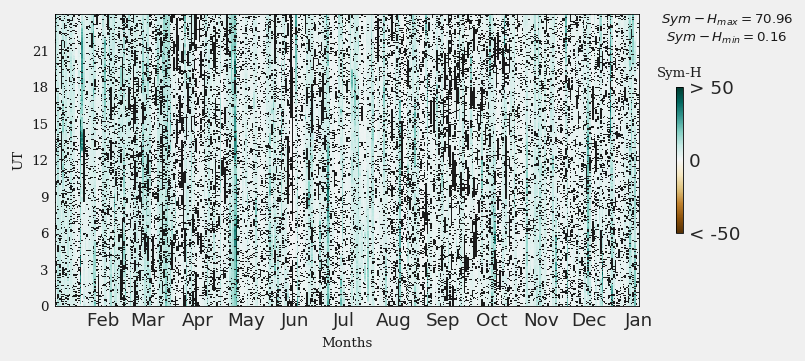 Sym − H_max = 70.96
Sym − H_min = 0.16
Sym-H
> 50
0
< -50
UT
21
18
15
12
9
6
3
0
Feb Mar Apr May Jun Jul Aug Sep Oct Nov Dec Jan
Months